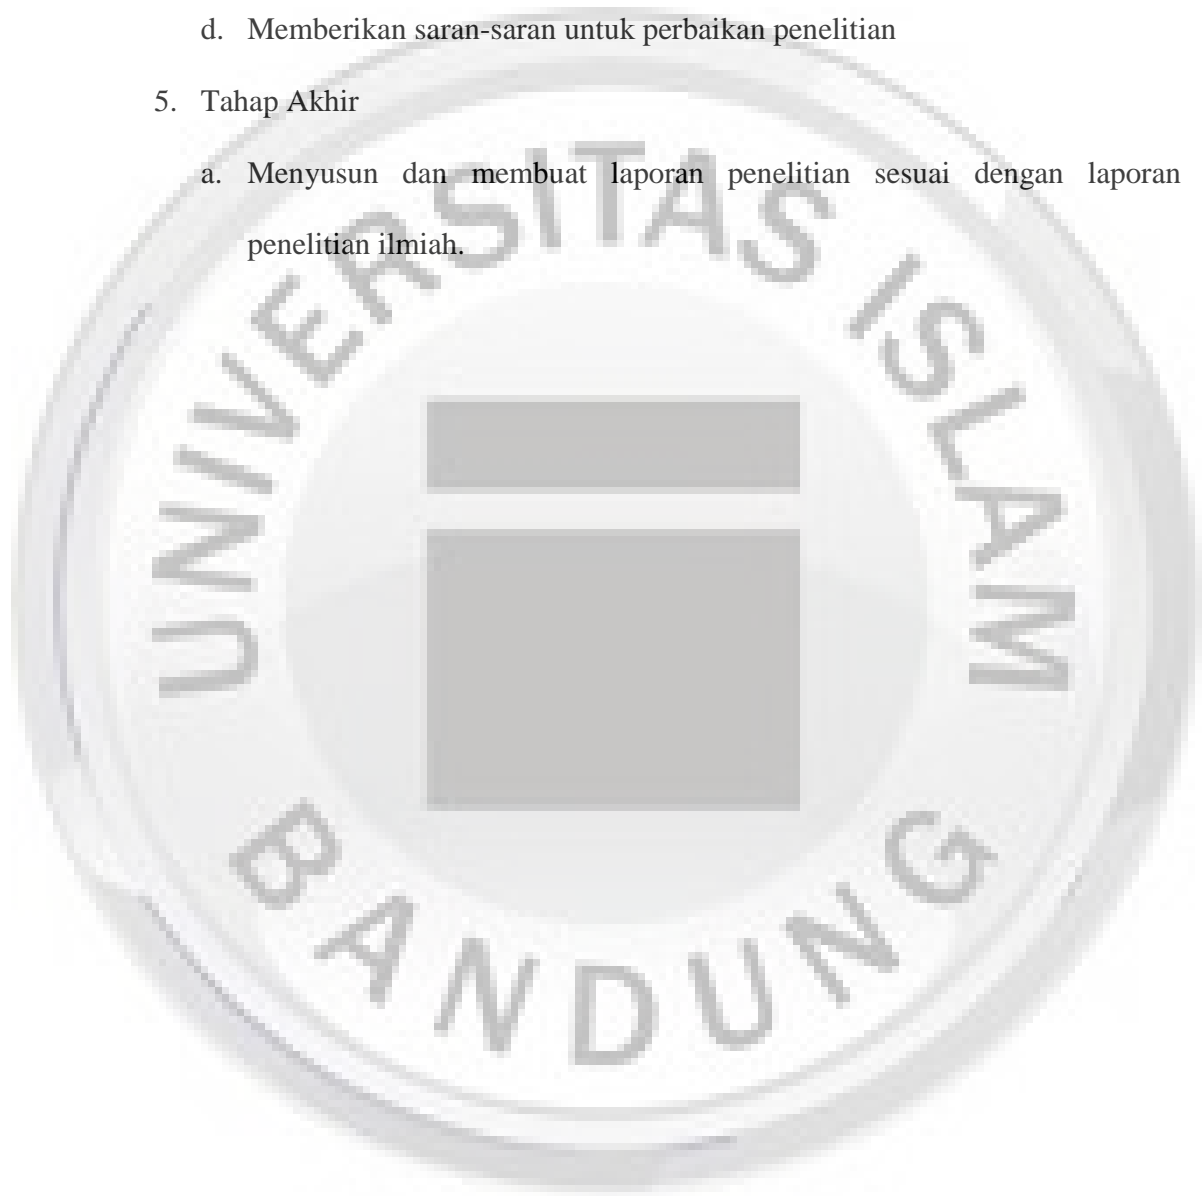 d. Memberikan saran-saran untuk perbaikan penelitian
5. Tahap Akhir
a. Menyusun dan membuat laporan penelitian sesuai dengan laporan
penelitian ilmiah.
UNIVERSITAS ISLAM
BANDUNG